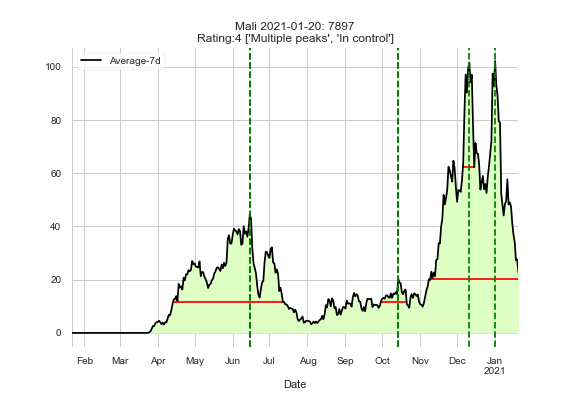 Mali 2021-01-20: 7897
Rating:4 ['Multiple peaks', 'In control']
Average-7d
100
80
60
40
20
0
Feb Mar Apr May Jun Jul Aug Sep Oct Nov Dec Jan
2021
Date